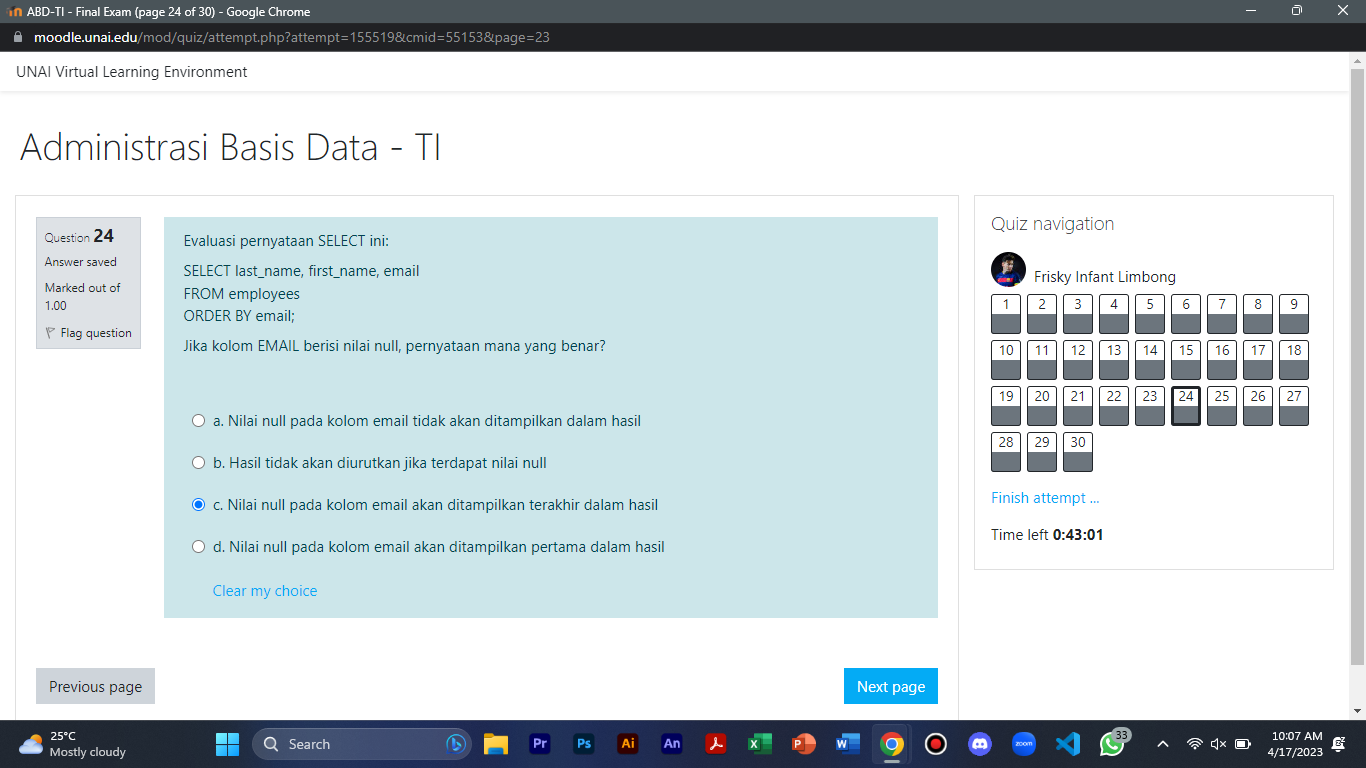 ABD-TI - Final Exam (page 24 of 30) - Google Chrome
moodle.unai.edu/mod/quiz/attempt.php?attempt=155519&cmid=55153&page=23
UNAI Virtual Learning Environment
Administrasi Basis Data - TI
Question 24
Answer saved
Marked out of
1.00
Flag question
Evaluasi pernyataan SELECT ini:
SELECT last_name, first_name, email
FROM employees
ORDER BY email;
Jika kolom EMAIL berisi nilai null, pernyataan mana yang benar?
a. Nilai null pada kolom email tidak akan ditampilkan dalam hasil
b. Hasil tidak akan diurutkan jika terdapat nilai null
c. Nilai null pada kolom email akan ditampilkan terakhir dalam hasil
d. Nilai null pada kolom email akan ditampilkan pertama dalam hasil
Clear my choice
Previous page
Next page
Quiz navigation
Frisky Infant Limbong
1 2 3 4 5 6 7 8 9
10 11 12 13 14 15 16 17 18
19 20 21 22 23 24 25 26 27
28 29 30
Finish attempt ...
Time left 0:43:01
25°C
Mostly cloudy
Search
Pr
Ps
Ai
An
zoom
33
10:07 AM
4/17/2023